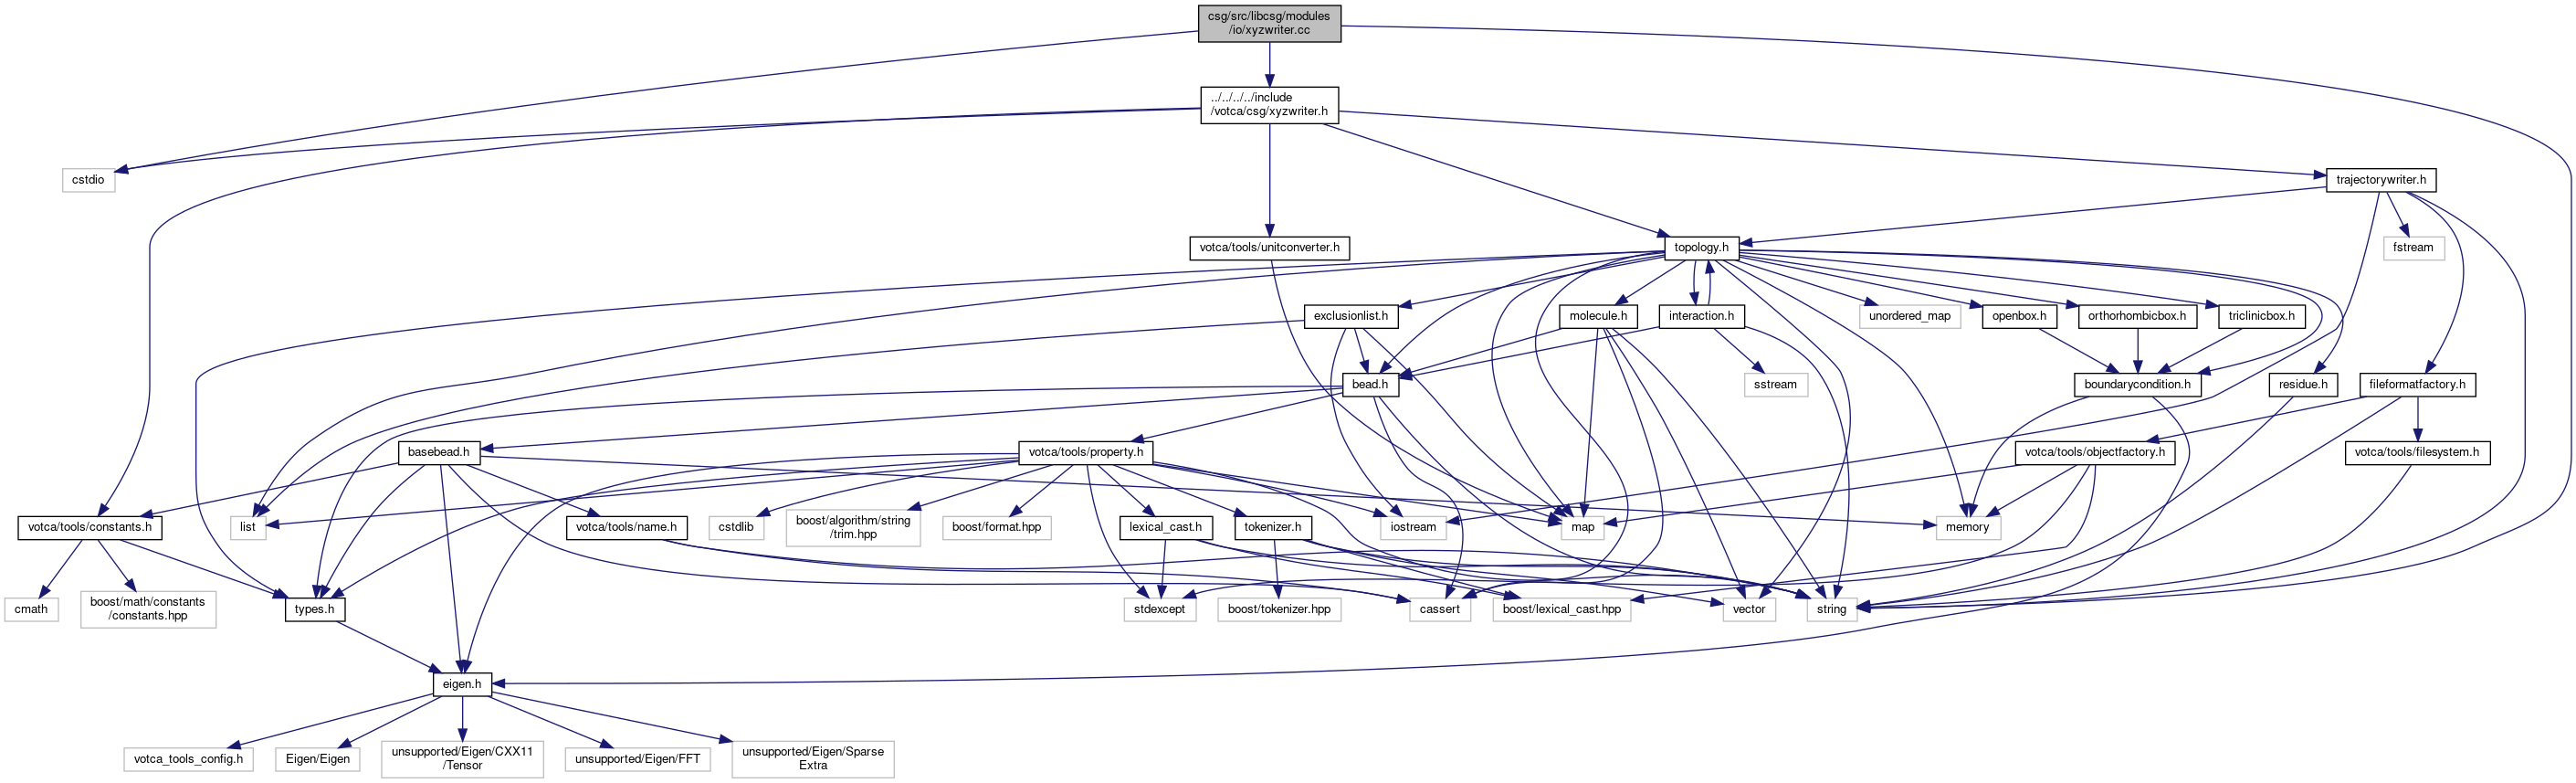 csg/src/libcsg/modules
/io/xyzwriter.cc
../../../../include
/votca/csg/xyzwriter.h
cstdio
trajectorywriter.h
votca/tools/unitconverter.h
topology.h
fstream
exclusionlist.h
molecule.h
interaction.h
unordered_map
openbox.h
orthorhombicbox.h
triclinicbox.h
bead.h
sstream
boundarycondition.h
residue.h
fileformatfactory.h
basebead.h
votca/tools/property.h
votca/tools/objectfactory.h
votca/tools/filesystem.h
votca/tools/constants.h
list
votca/tools/name.h
cstdlib
boost/algorithm/string
/trim.hpp
boost/format.hpp
lexical_cast.h
tokenizer.h
iostream
map
memory
cmath
boost/math/constants
/constants.hpp
types.h
stdexcept
boost/tokenizer.hpp
cassert
boost/lexical_cast.hpp
vector
string
eigen.h
votca_tools_config.h
Eigen/Eigen
unsupported/Eigen/CXX11
/Tensor
unsupported/Eigen/FFT
unsupported/Eigen/Sparse
Extra